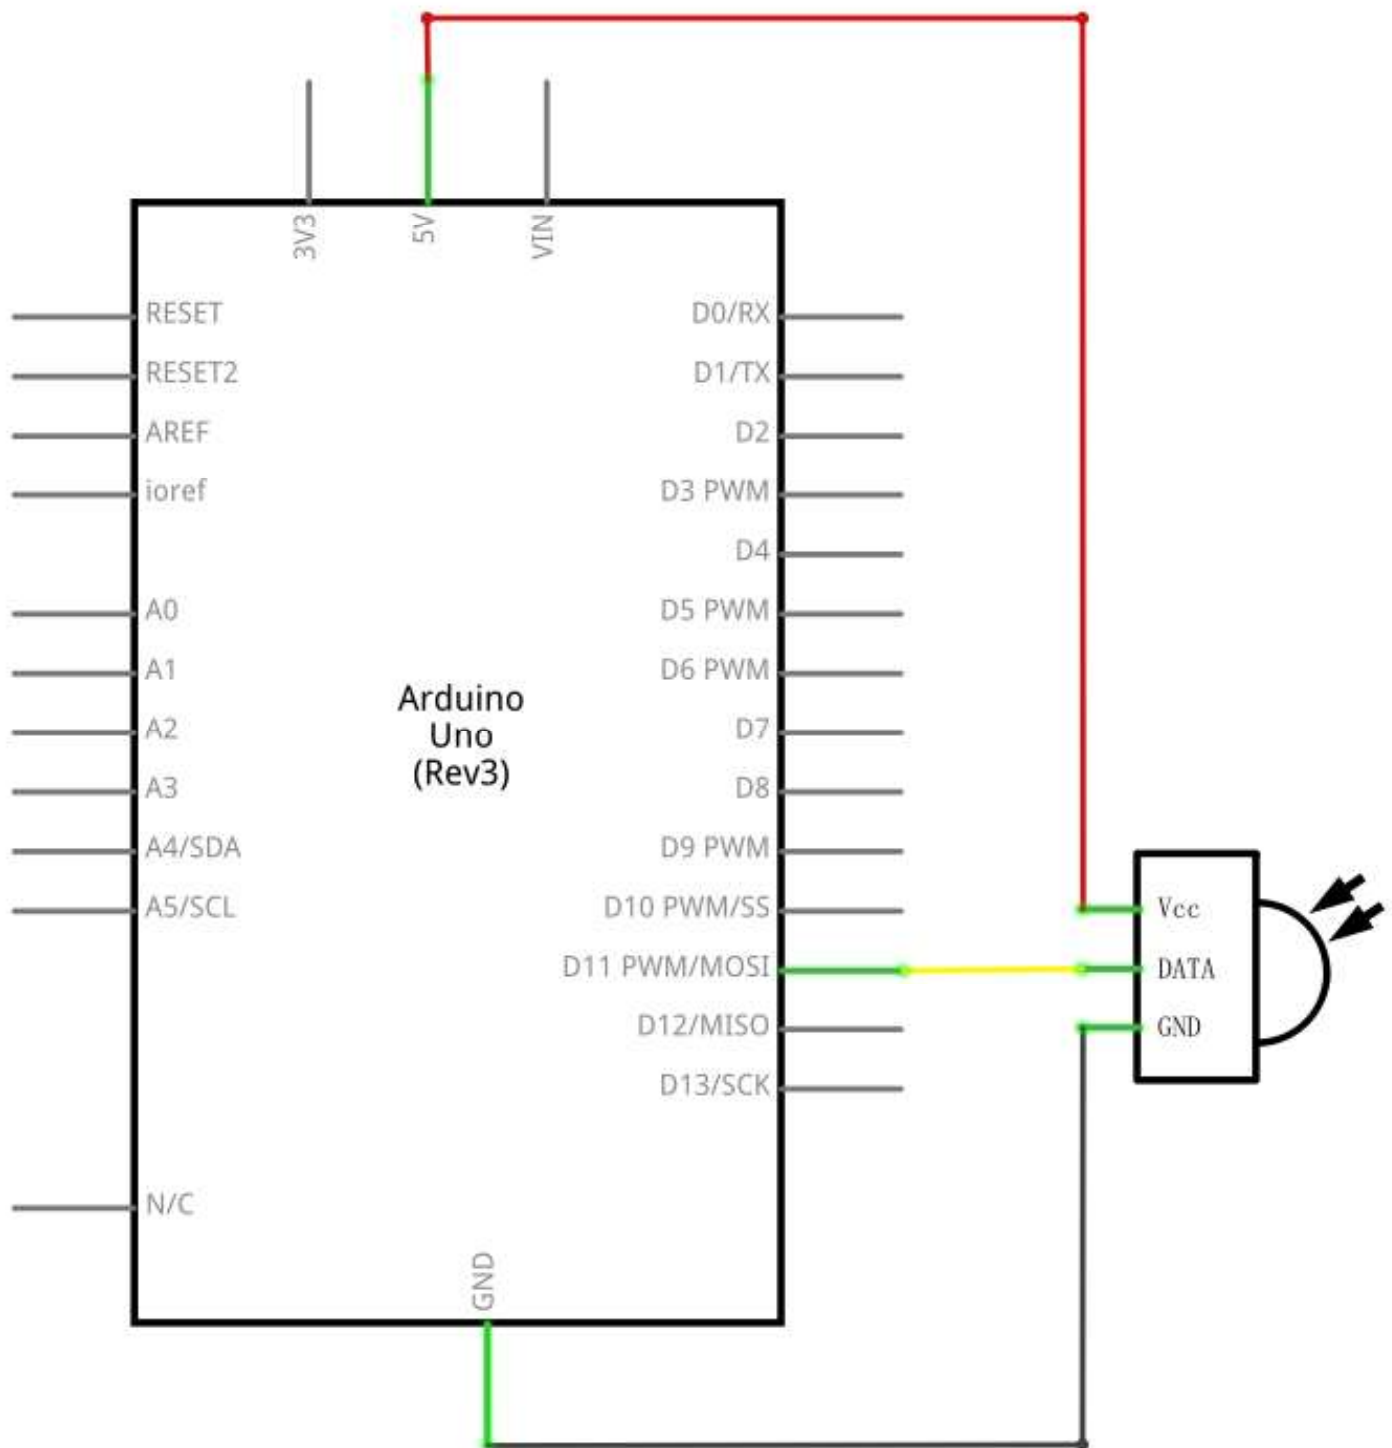 3V3
5V
VIN
RESET
D0/RX
RESET2
D1/TX
AREF
D2
ioref
D3 PWM
D4
A0
D5 PWM
A1
D6 PWM
Arduino
Uno
(Rev3)
A2
D7
A3
D8
A4/SDA
D9 PWM
A5/SCL
D10 PWM/SS
Vcc
D11 PWM/MOSI
DATA
D12/MISO
GND
D13/SCK
N/C
GND